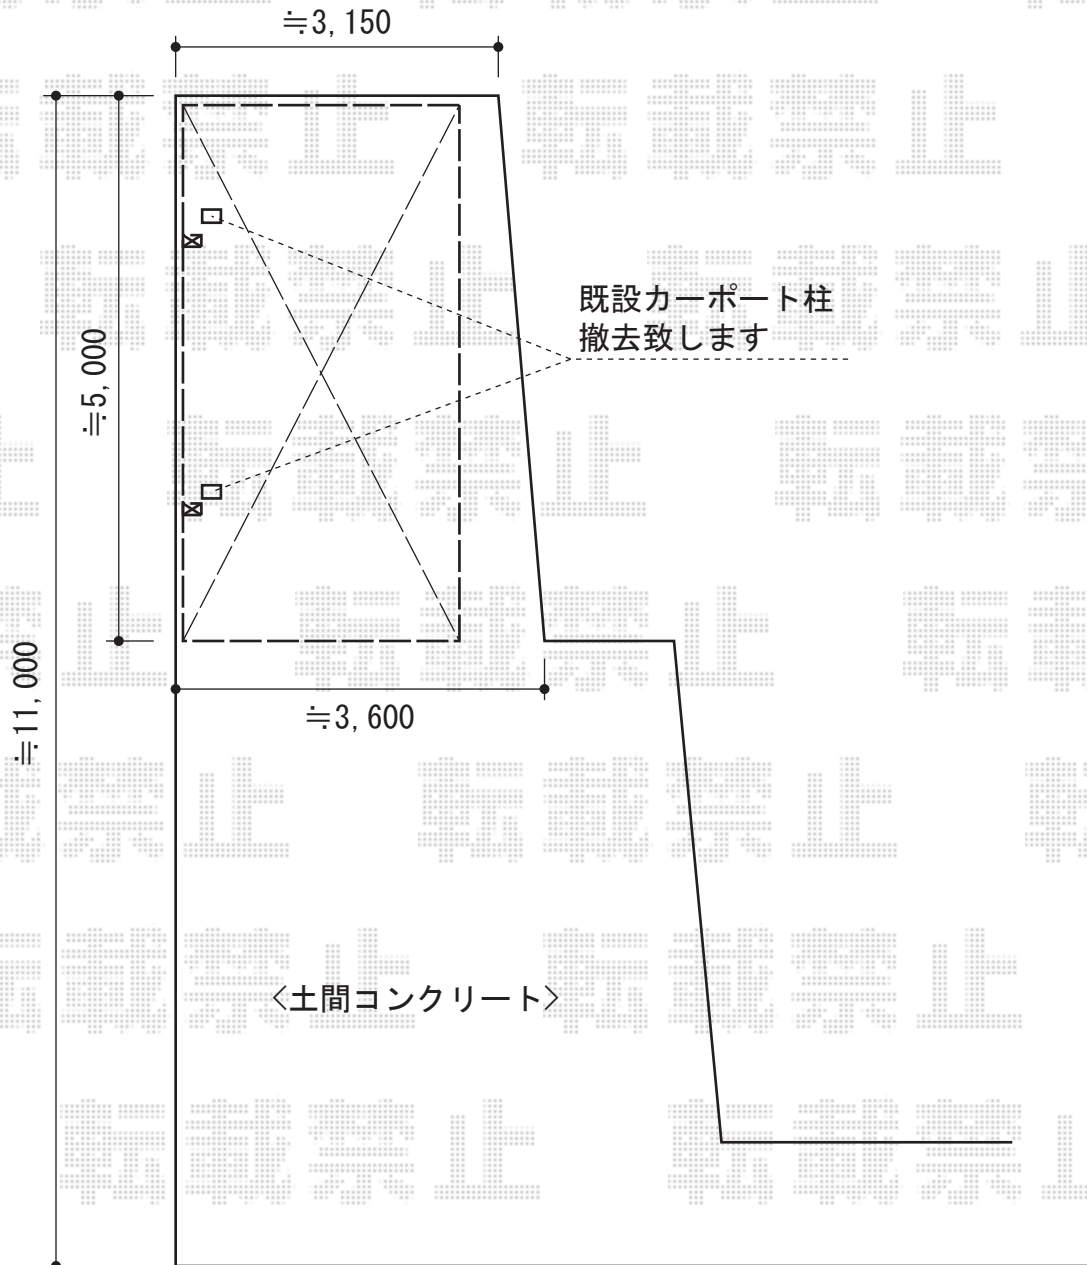 ≒3,150
既設カーポート柱
撤去致します
≒5,000
≒11,000
≒3,600
<土間コンクリート>
転載禁止